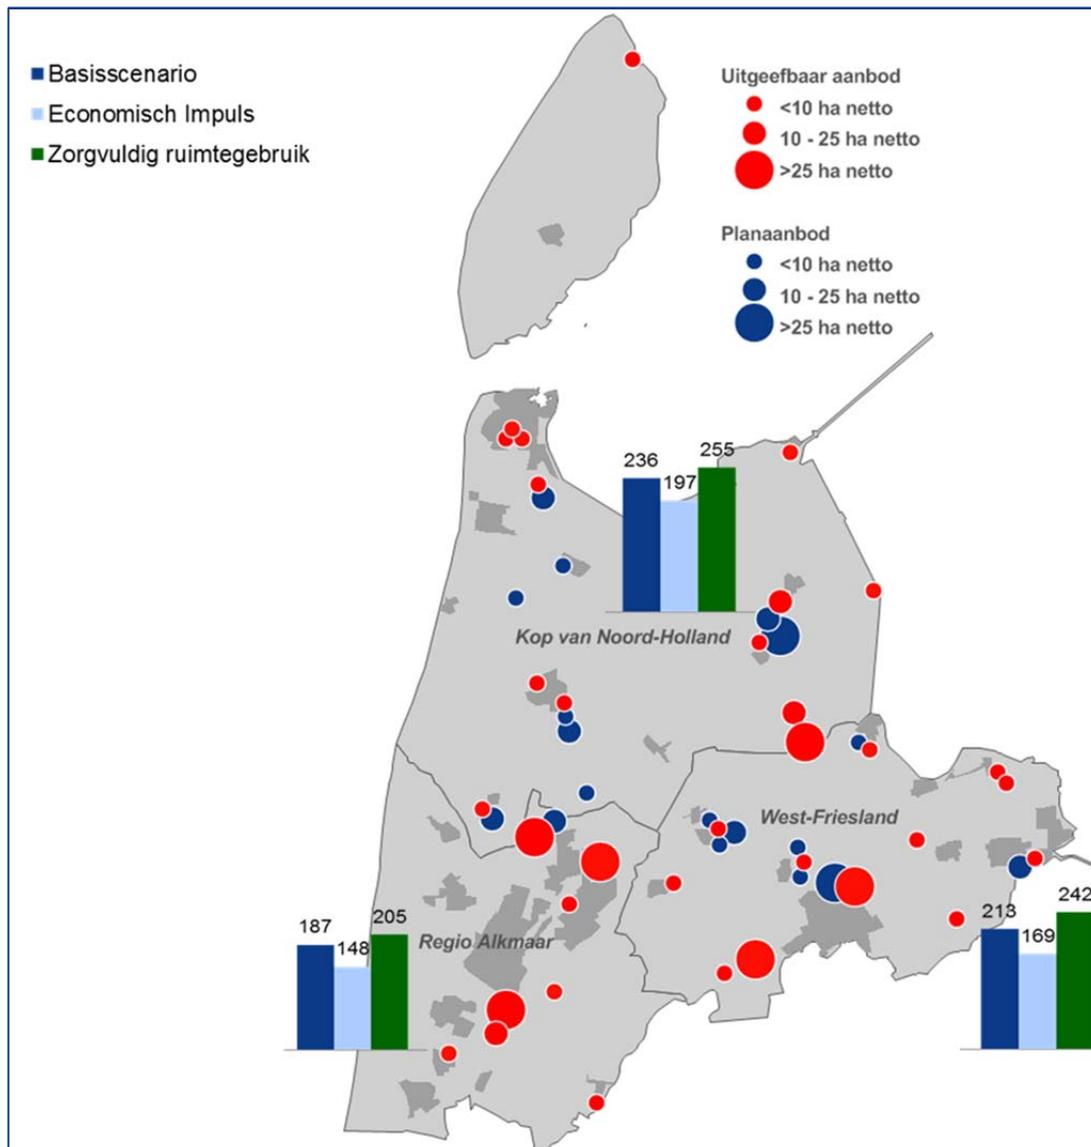 Basisscenario
Economisch Impuls
Zorgvuldig ruimtegebruik
Uitgeefbaar aanbod
<10 ha netto
10 - 25 ha netto
>25 ha netto
Planaanbod
<10 ha netto
10 - 25 ha netto
>25 ha netto
236
197
255
Kop van Noord-Holland
West-Friesland
187
148
205
Regio Alkmaar
213
169
242